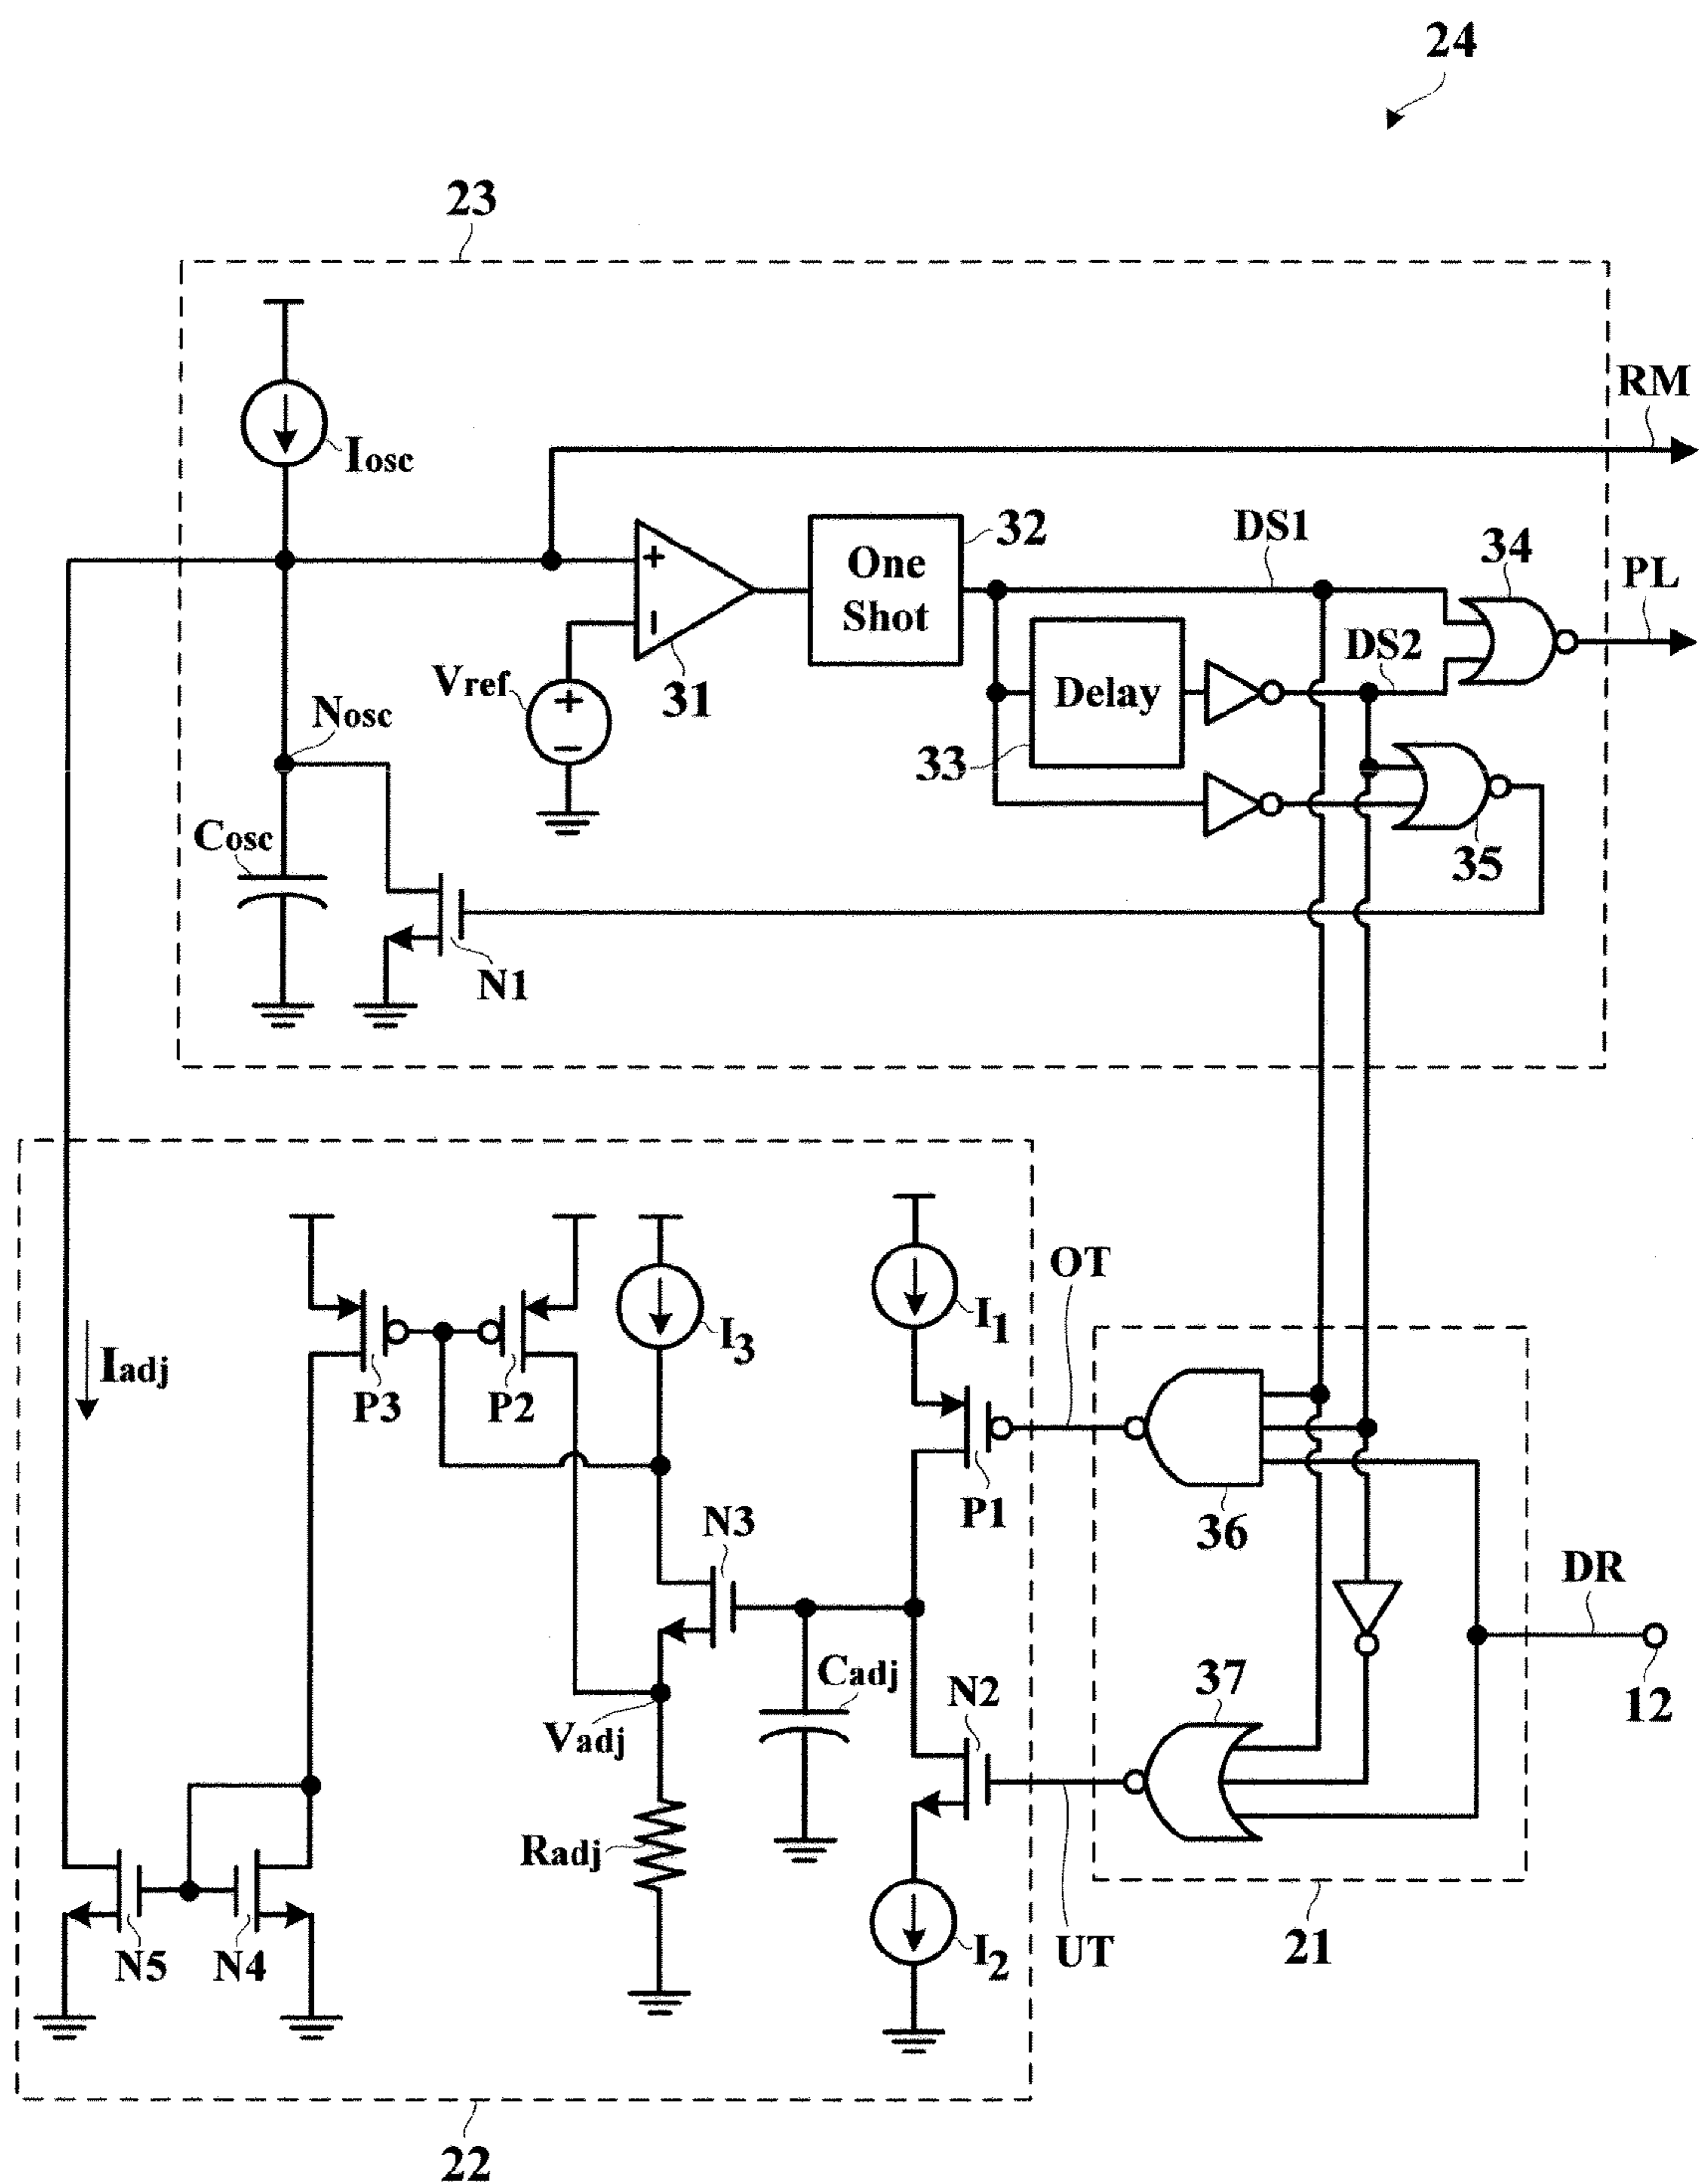 24
23
RM
Iosc
DS1
32
One
Shot
34
PL
DS2
Vref
+
-
31
Delay
Nosc
+
-
33
Cosc
35
N1
OT
I1
I3
Iadj
P3
P2
P1
36
N3
DR
Cadj
37
N2
12
Vadj
Radj
I2
UT
21
N5
N4
22